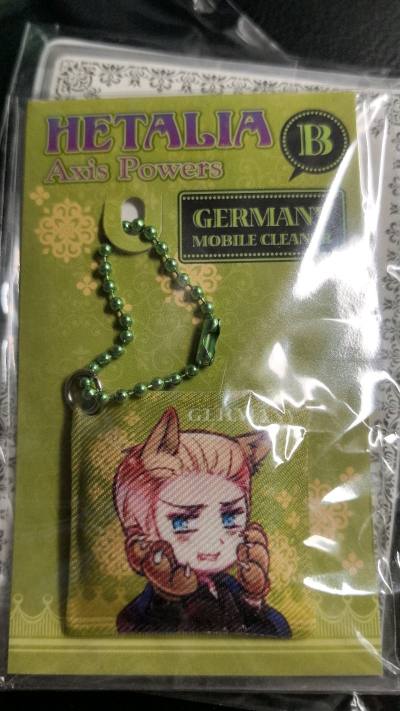 HETALIA
Axis Powers
B
GERMANY
MOBILE CLEANER